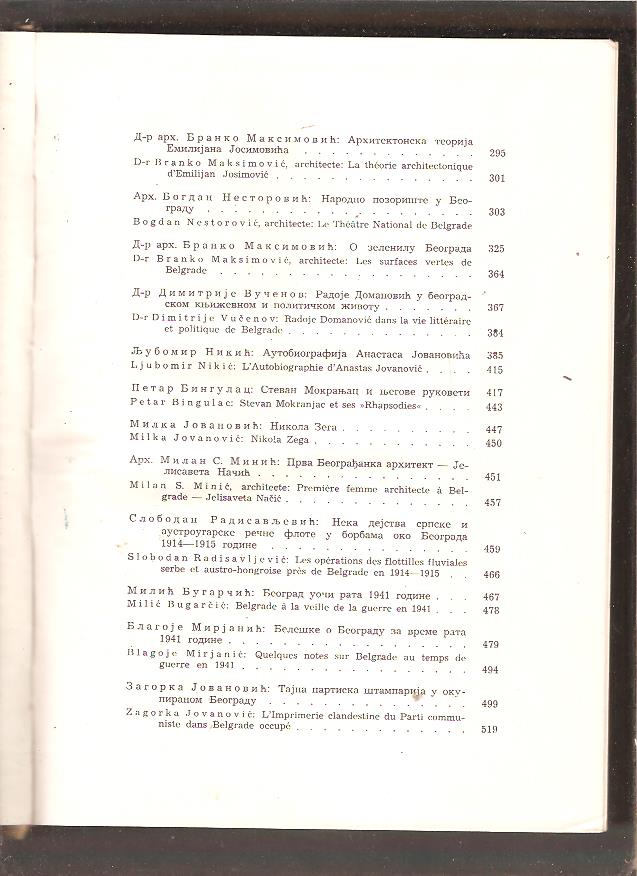 Д-р арх. Бранко Максимовић: Архитектонска теорија
Емилијана Јосимовића . . . . . . . . . . . . 295
D-r Branko Maksimović, architecte: La théorie architectonique
d'Emilijan Josimović . . . . . . . . . . . . . 301
Арх. Богдан Несторовић: Народно позориште у Бео-
граду . . . . . . . . . . . . . . . . . . 303
Bogdan Nestorović, architecte: Le Théâtre National de Belgrade
Д-р арх. Бранко Максимовић: О зеленилу Београда 325
D-r Branko Maksimović, architecte: Les surfaces vertes de
Belgrade . . . . . . . . . . . . . . . . . 364
Д-р Димитрије Вученов: Радоје Домановић у београд-
ском књижевном и политичком животу . . . . . . . 367
D-r Dimitrije Vučenov: Radoje Domanović dans la vie littéraire
et politique de Belgrade . . . . . . . . . . . . 384
Љубомир Никић: Аутобиографија Анастаса Јовановића 385
Ljubomir Nikić: L'Autobiographie d'Anastas Jovanović . . . . 415
Петар Бингулац: Стеван Мокрањац и његове руковети 417
Petar Bingulac: Stevan Mokranjac et ses »Rhapsodies« . . . . 443
Милка Јовановић: Никола Зега . . . . . . . . . . 447
Milka Jovanović: Nikola Zega . . . . . . . . . . . . 450
Арх. Милан С. Минић: Прва Београђанка архитект — Је-
лисавета Начић . . . . . . . . . . . . . . . 451
Milan S. Minić, architecte: Première femme architecte à Bel-
grade — Jelisaveta Načić . . . . . . . . . . . . . 457
Слободан Радисављевић: Нека дејства српске и
аустроугарске речне флоте у борбама око Београда
1914—1915 године . . . . . . . . . . . . . . 459
Slobodan Radisavljević: Les opérations des flottilles fluviales
serbe et austro-hongroise près de Belgrade en 1914—1915 . . 466
Милић Бугарчић: Београд уочи рата 1941 године . . . 467
Milić Bugarčić: Belgrade à la veille de la guerre en 1941 . . . 478
Благоје Мирјанић: Белешке о Београду за време рата
1941 године . . . . . . . . . . . . . . . . . 479
Blagoje Mirjanić: Quelques notes sur Belgrade au temps de
guerre en 1941 . . . . . . . . . . . . . . . . 494
Загорка Јовановић: Тајна партиска штампарија у оку-
пираном Београду . . . . . . . . . . . . . . 499
Zagorka Jovanović: L'Imprimerie clandestine du Parti commu-
niste dans Belgrade occupé . . . . . . . . . . . . 519